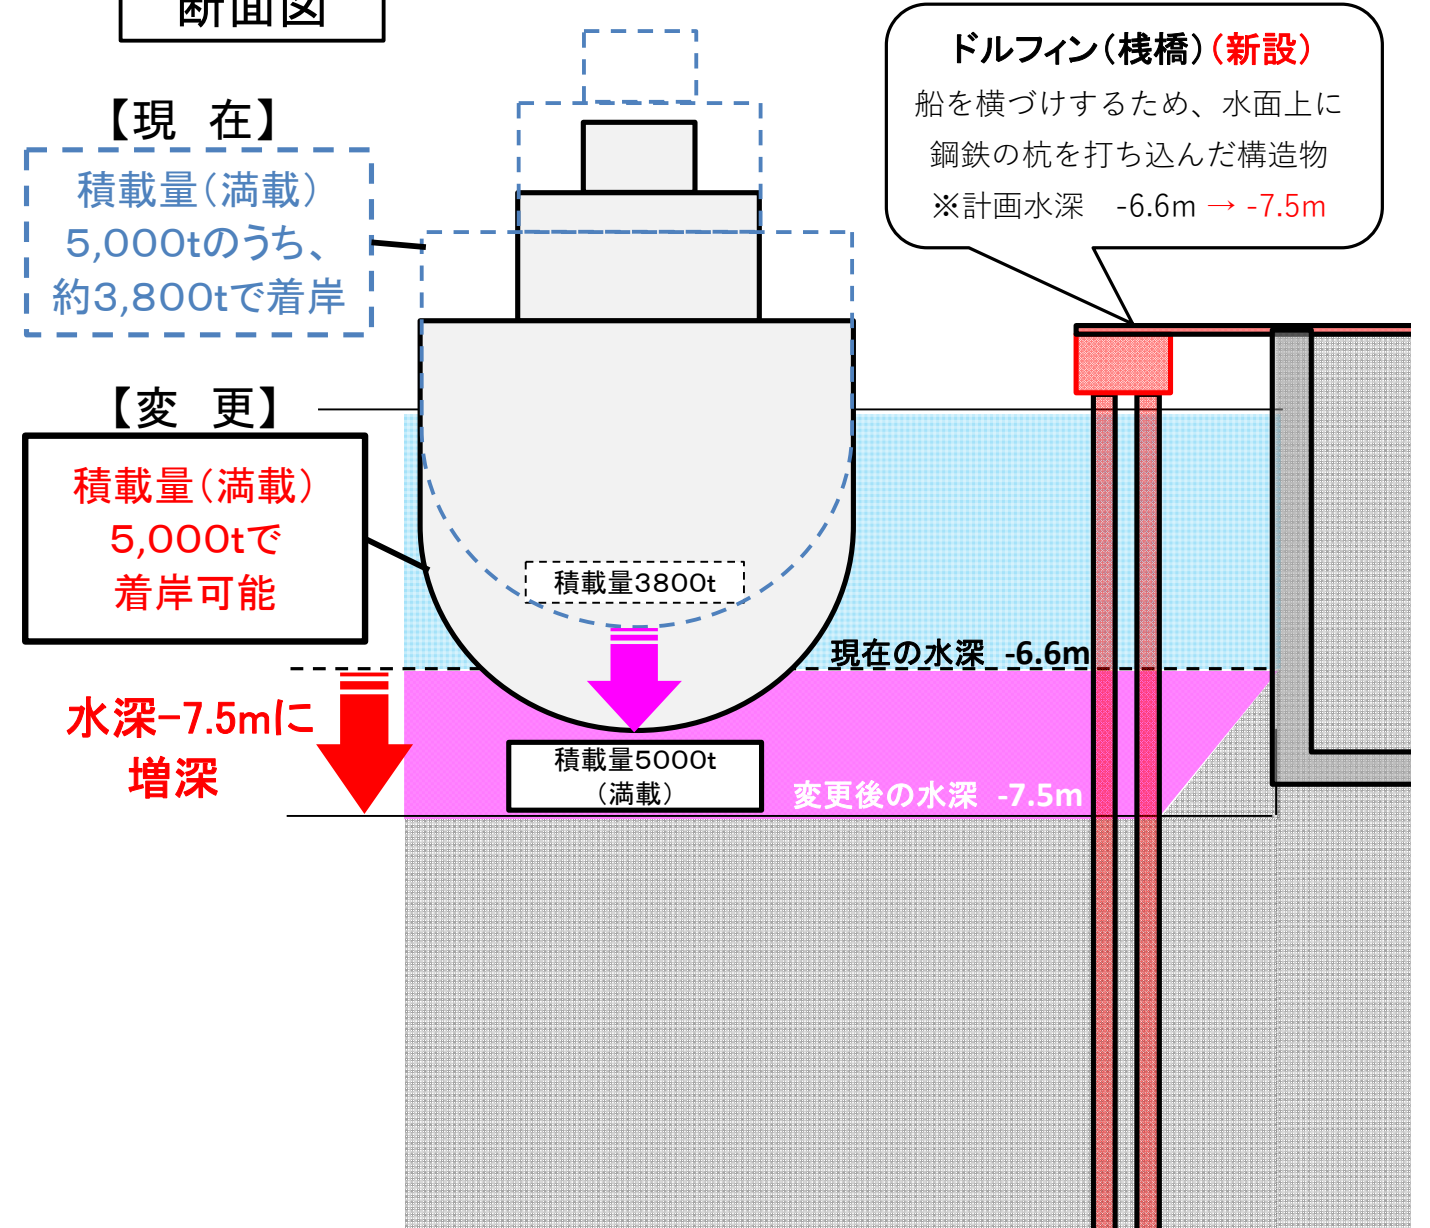 断面図
【現 在】
積載量(満載)
5,000tのうち、
約3,800tで着岸
ドルフィン(桟橋)(新設)
船を横づけするため、水面上に
鋼鉄の杭を打ち込んだ構造物
※計画水深 -6.6m → -7.5m
【変 更】
積載量(満載)
5,000tで
着岸可能
積載量3800t
現在の水深 -6.6m
水深-7.5mに
増深
積載量5000t
(満載)
変更後の水深 -7.5m